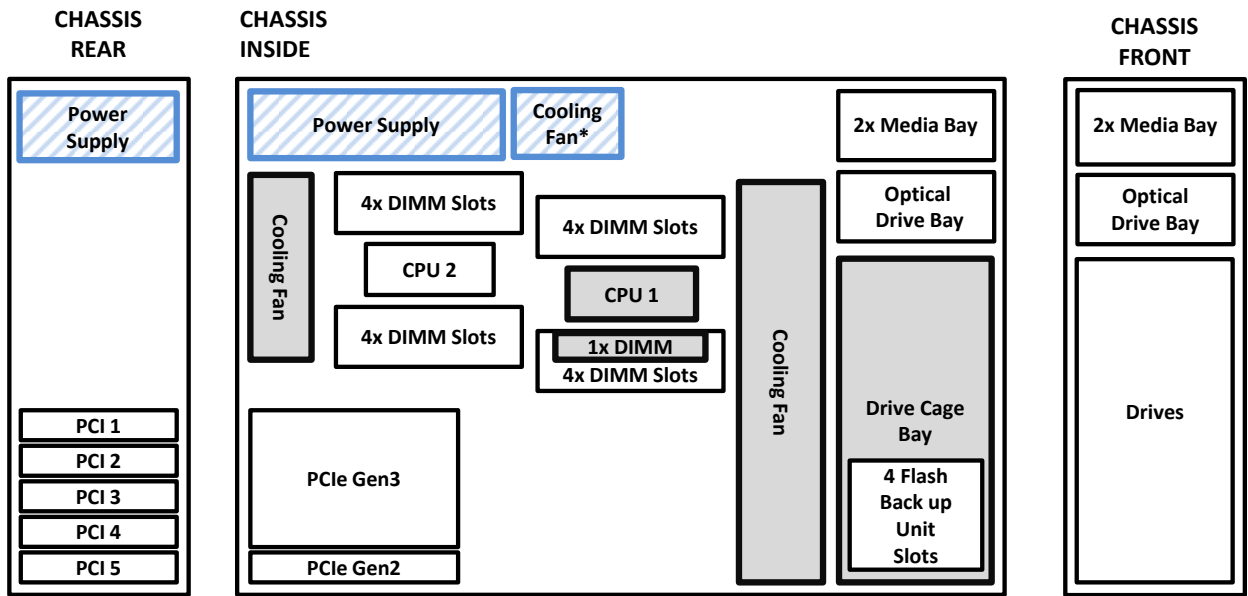 CHASSIS
REAR
Power
Supply
PCI 1
PCI 2
PCI 3
PCI 4
PCI 5
CHASSIS
INSIDE
Power Supply
Cooling
Fan*
2x Media Bay
Cooling Fan
4x DIMM Slots
CPU 2
4x DIMM Slots
4x DIMM Slots
CPU 1
1x DIMM
4x DIMM Slots
Cooling Fan
Optical
Drive Bay
Drive Cage
Bay
4 Flash
Back up
Unit
Slots
PCIe Gen3
PCIe Gen2
CHASSIS
FRONT
2x Media Bay
Optical
Drive Bay
Drives